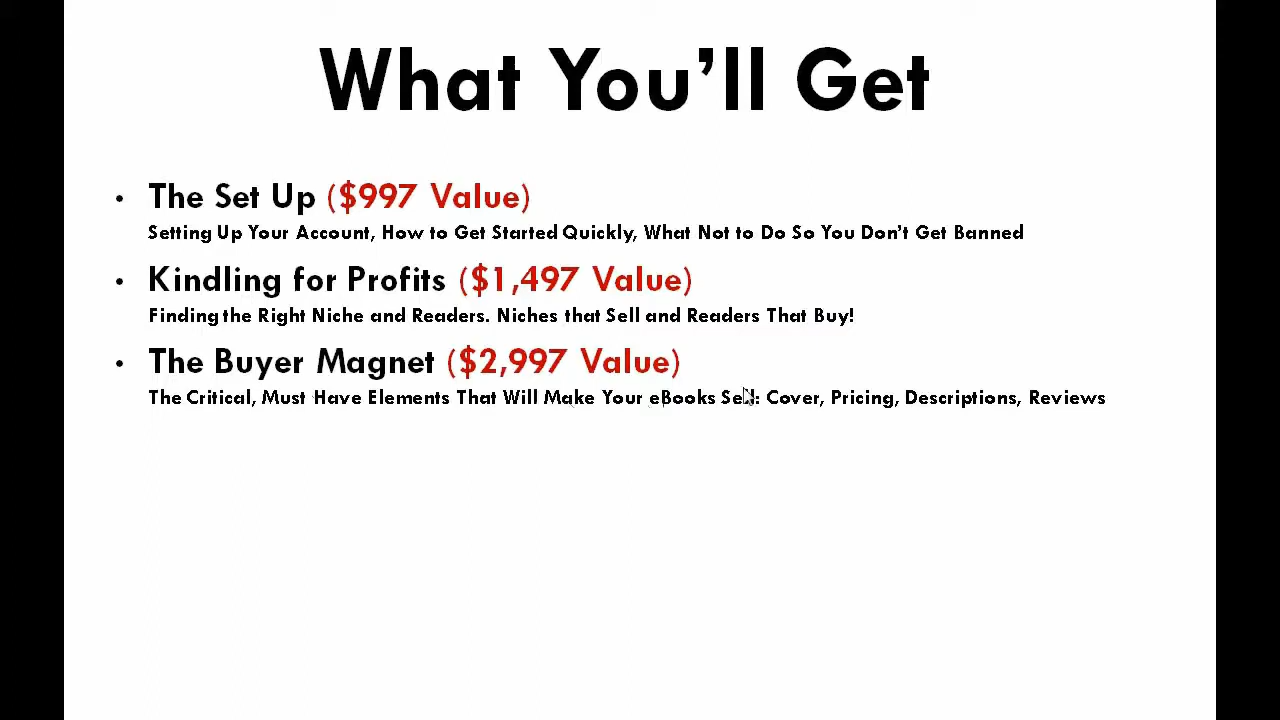 What You’ll Get
• The Set Up ($997 Value)
Setting Up Your Account, How to Get Started Quickly, What Not to Do So You Don’t Get Banned
• Kindling for Profits ($1,497 Value)
Finding the Right Niche and Readers. Niches that Sell and Readers That Buy!
• The Buyer Magnet ($2,997 Value)
The Critical, Must Have Elements That Will Make Your eBooks Sell: Cover, Pricing, Descriptions, Reviews